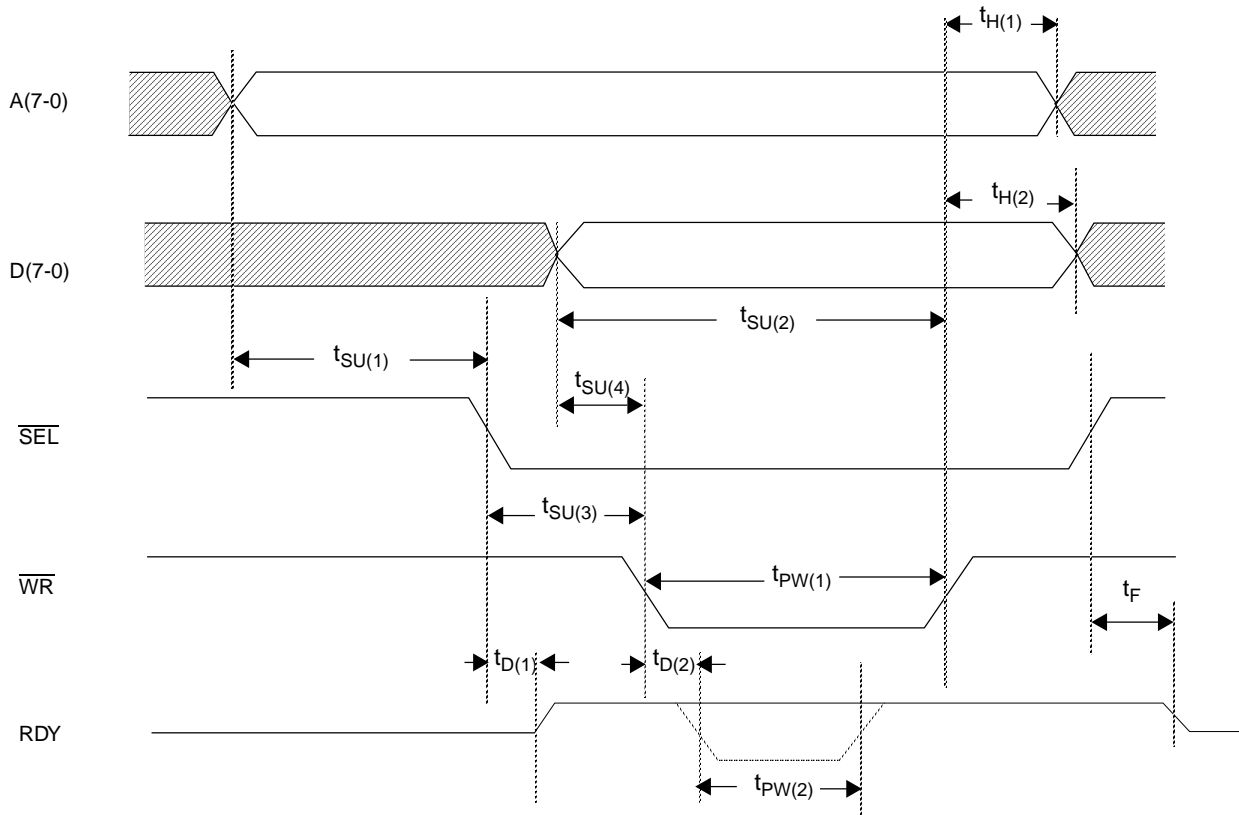 tH(1)
A(7-0)
tH(2)
D(7-0)
tSU(2)
tSU(1)
tSU(4)
SEL
tSU(3)
WR
tPW(1)
tF
tD(1)
tD(2)
RDY
tPW(2)